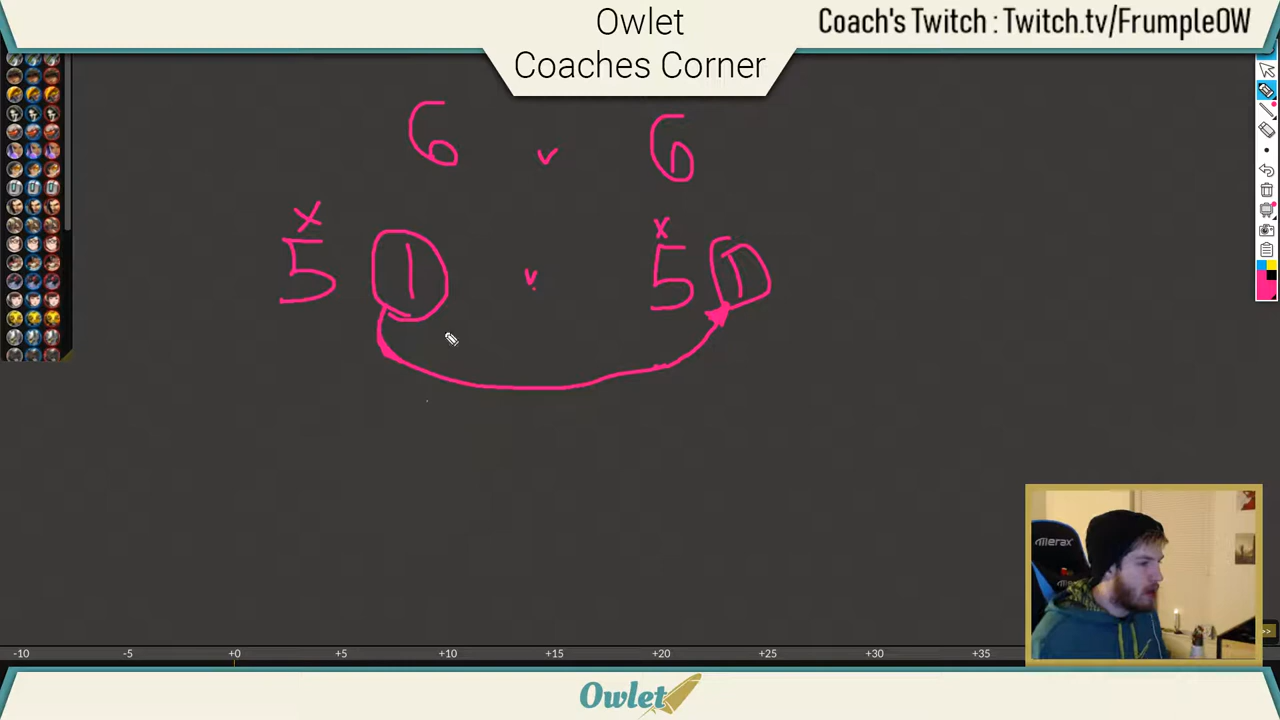 Owlet
Coach's Twitch : Twitch.tv/FrumpleOW
Coaches Corner
6 v 6
x x
5 1 v. 5 1
merax
>>
-10 -5 +0 +5 +10 +15 +20 +25 +30 +35
Owlet